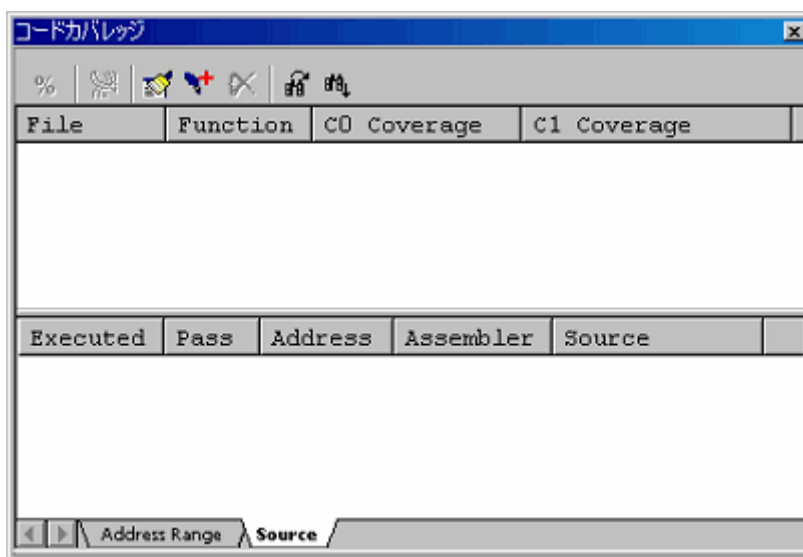 コードカバレッジ
%
File Function C0 Coverage C1 Coverage
Executed Pass Address Assembler Source
Address Range Source